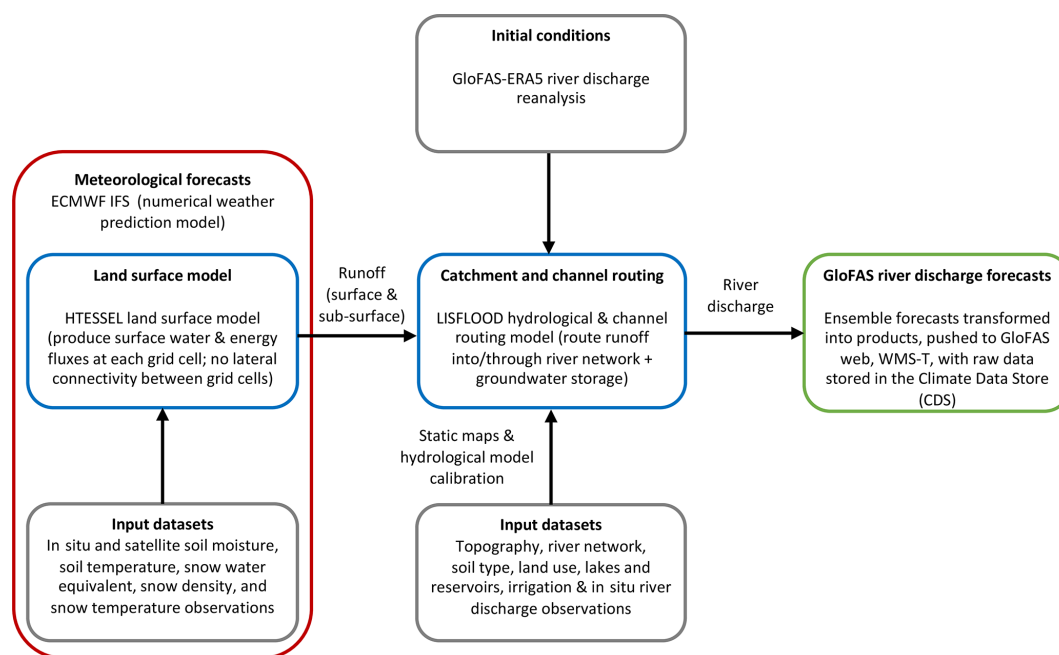 Initial conditions
GloFAS-ERA5 river discharge
reanalysis
Meteorological forecasts
ECMWF IFS (numerical weather
prediction model)
Land surface model
HTESSEL land surface model
(produce surface water & energy
fluxes at each grid cell; no lateral
connectivity between grid cells)
Runoff
(surface &
sub-surface)
Catchment and channel routing
LISFLOOD hydrological & channel
routing model (route runoff
into/through river network +
groundwater storage)
River
discharge
GloFAS river discharge forecasts
Ensemble forecasts transformed
into products, pushed to GloFAS
web, WMS-T, with raw data
stored in the Climate Data Store
(CDS)
Static maps &
hydrological model
calibration
Input datasets
In situ and satellite soil moisture,
soil temperature, snow water
equivalent, snow density, and
snow temperature observations
Input datasets
Topography, river network,
soil type, land use, lakes and
reservoirs, irrigation & in situ river
discharge observations